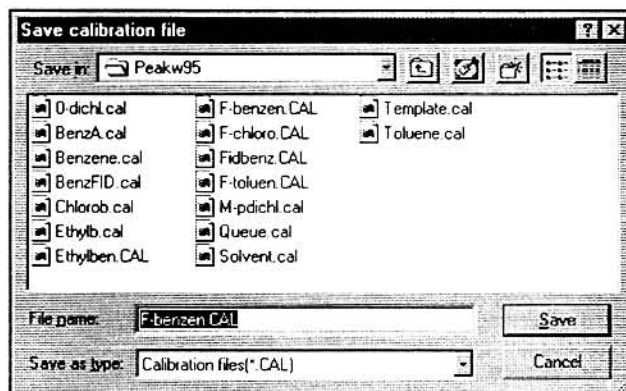 Save calibration file
Save in: Peakw95
O-dichl.cal
BenzA.cal
Benzene.cal
BenzFID.cal
Chlorob.cal
Ethylb.cal
Ethylben.CAL
F-benzen.CAL
F-chloro.CAL
Fidbenz.CAL
F-toluen.CAL
M-pdichl.cal
Queue.cal
Solvent.cal
Template.cal
Toluene.cal
File name: F-benzen.CAL
Save
Save as type: Calibration files(*.CAL)
Cancel